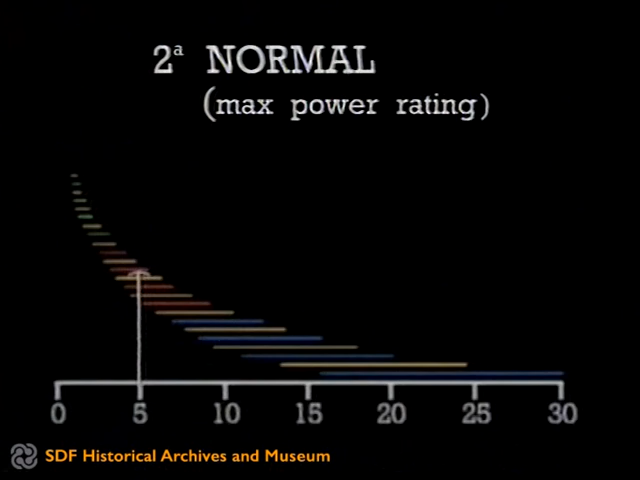 2ª NORMAL
(max power rating)
0 5 10 15 20 25 30
SDF Historical Archives and Museum